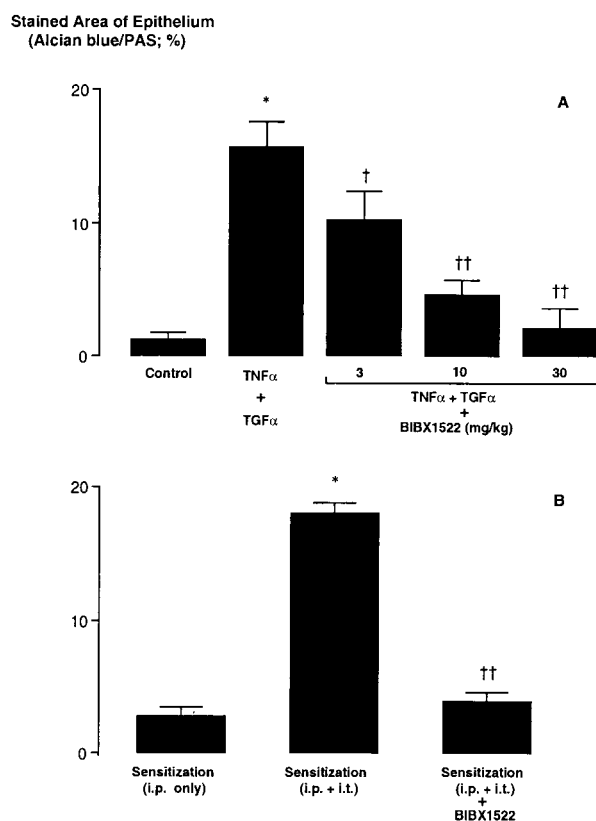 Stained Area of Epithelium
(Alcian blue/PAS; %)
20
*
A
†
10
††
††
0
Control
TNFα
+
TGFα
3
10
30
TNFα + TGFα
+
BIBX1522 (mg/kg)
20
*
B
10
††
0
Sensitization
(i.p. only)
Sensitization
(i.p. + i.t.)
Sensitization
(i.p. + i.t.)
+
BIBX1522